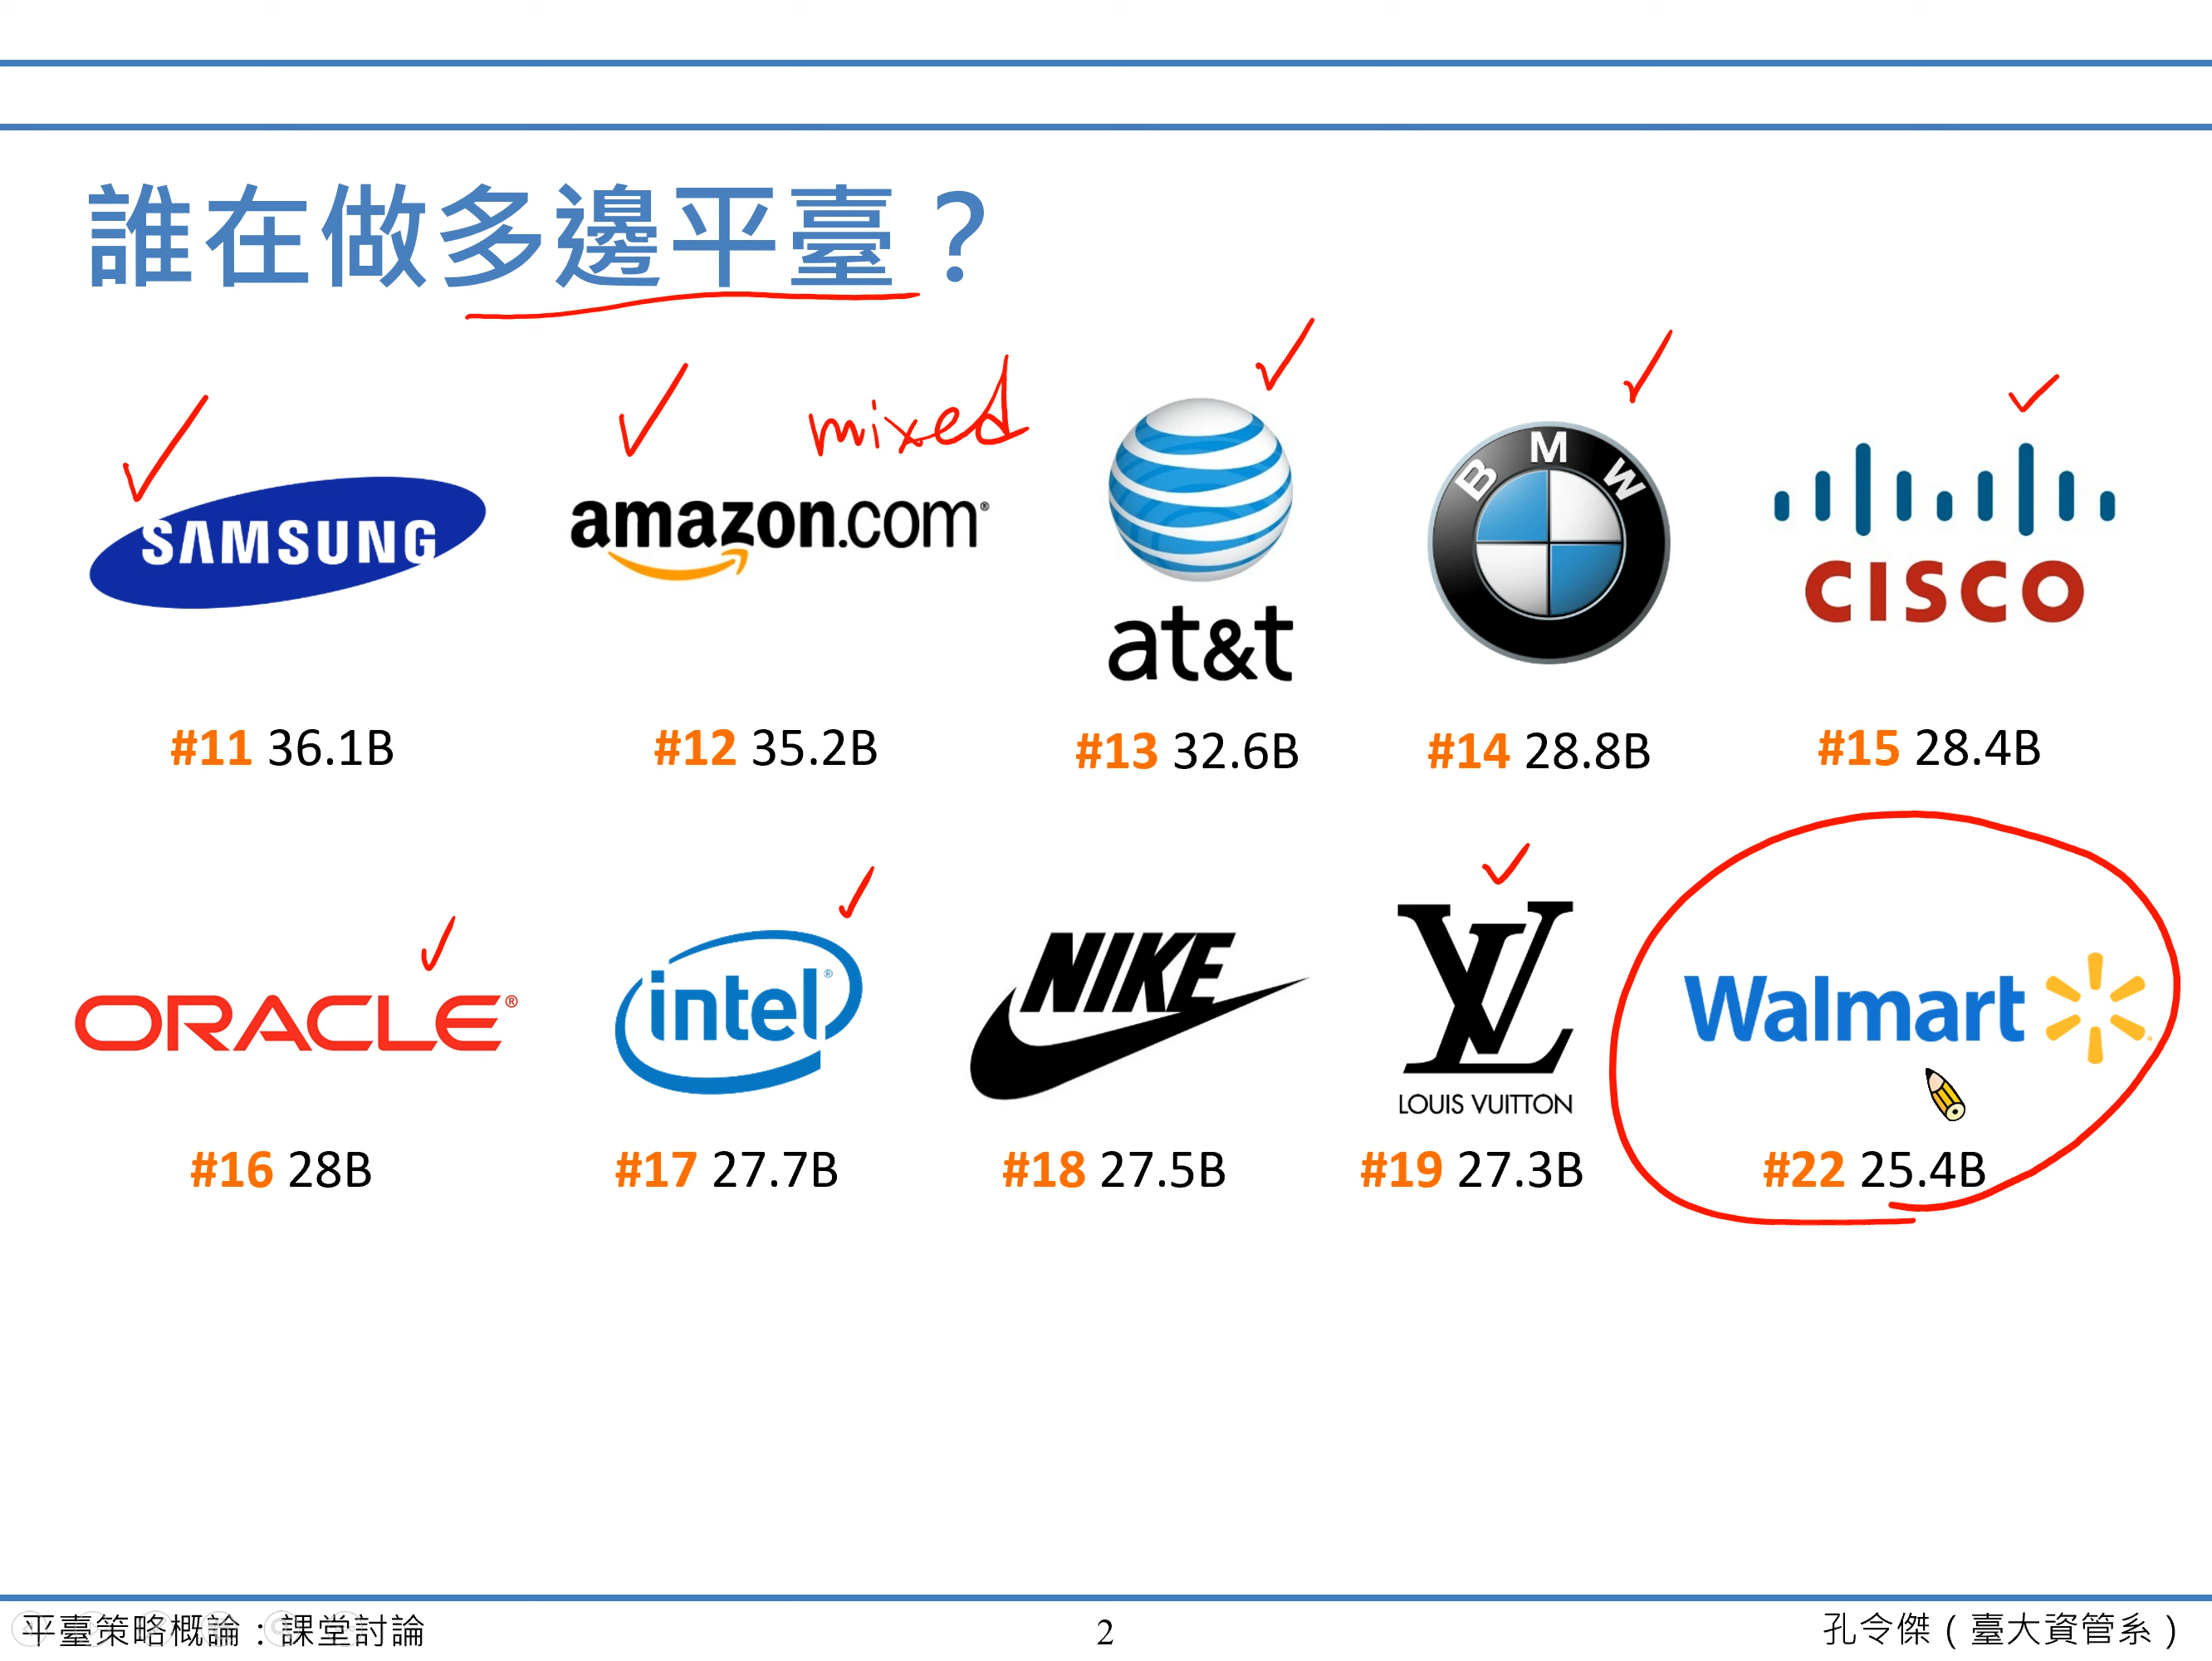 誰在做多邊平臺？
mixed
SAMSUNG
amazon.com®
at&t
BMW
CISCO
#11 36.1B
#12 35.2B
#13 32.6B
#14 28.8B
#15 28.4B
ORACLE®
intel®
NIKE
LV
LOUIS VUITTON
Walmart
#16 28B
#17 27.7B
#18 27.5B
#19 27.3B
#22 25.4B
平臺策略概論：課堂討論
2
孔令傑（臺大資管系）